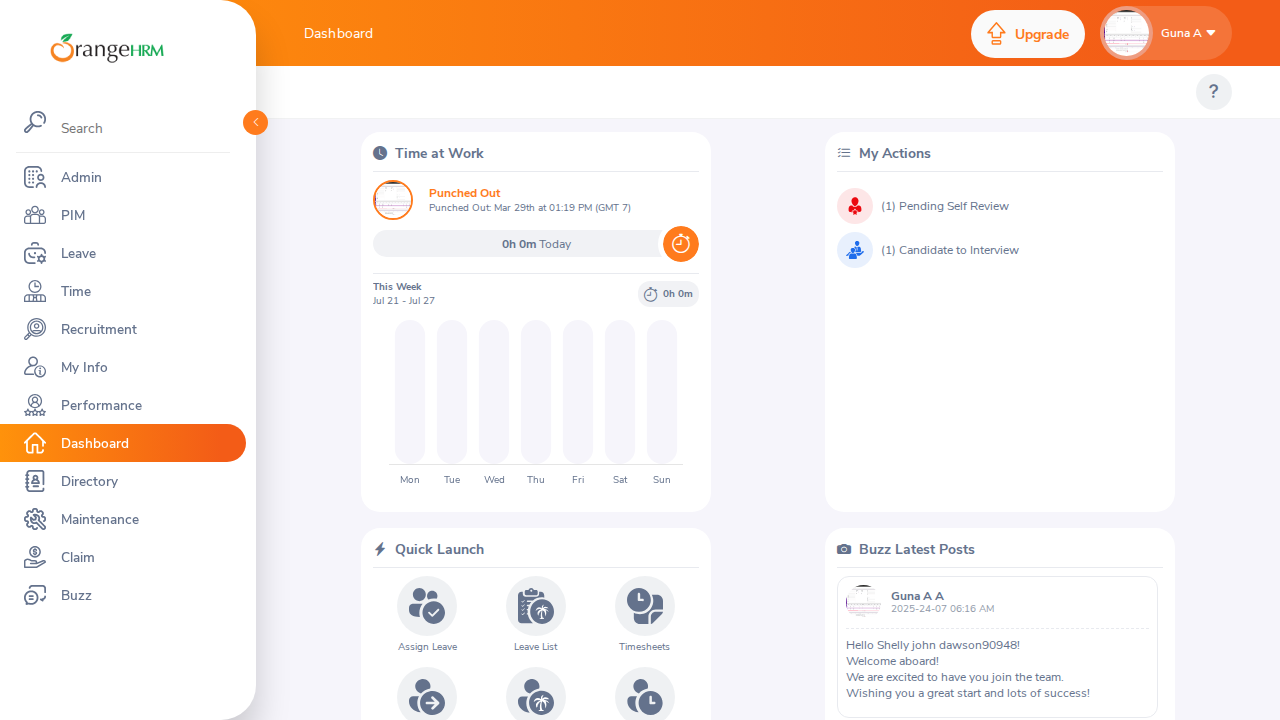 OrangeHRM
Search
Admin
PIM
Leave
Time
Recruitment
My Info
Performance
Dashboard
Directory
Maintenance
Claim
Buzz
Dashboard
Upgrade
Guna A
?
Time at Work
Punched Out
Punched Out: Mar 29th at 01:19 PM (GMT 7)
0h 0m Today
This Week
Jul 21 - Jul 27
0h 0m
Mon Tue Wed Thu Fri Sat Sun
My Actions
(1) Pending Self Review
(1) Candidate to Interview
Quick Launch
Assign Leave
Leave List
Timesheets
Buzz Latest Posts
Guna A A
2025-24-07 06:16 AM
Hello Shelly john dawson90948!
Welcome aboard!
We are excited to have you join the team.
Wishing you a great start and lots of success!